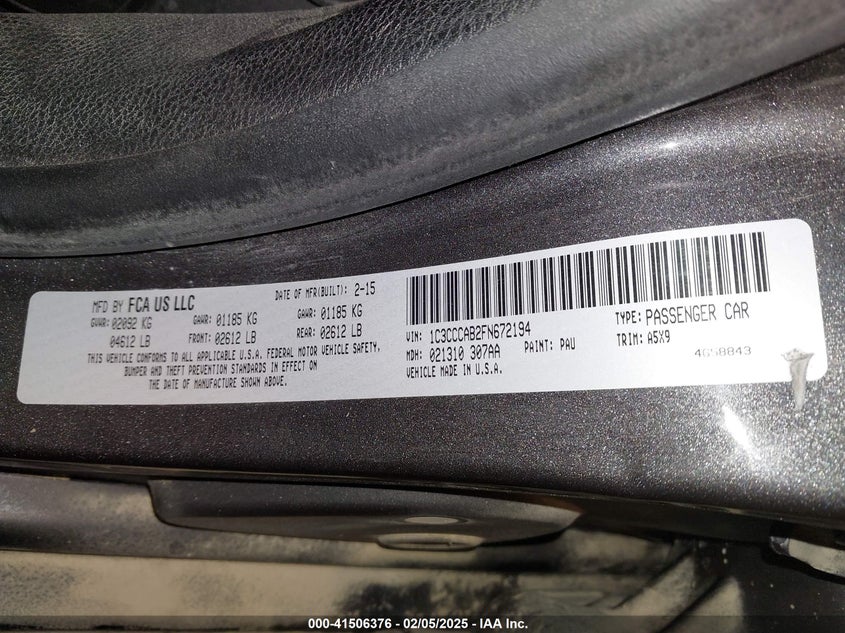 MFD BY FCA US LLC
DATE OF MFR(BUILT): 2-15
GVWR: 02092 KG
GAWR: 01185 KG
GAWR: 01185 KG
04612 LB
FRONT: 02612 LB
REAR: 02612 LB
THIS VEHICLE CONFORMS TO ALL APPLICABLE U.S.A. FEDERAL MOTOR VEHICLE SAFETY,
BUMPER AND THEFT PREVENTION STANDARDS IN EFFECT ON
THE DATE OF MANUFACTURE SHOWN ABOVE.
VIN: 1C3CCCAB2FN672194
TYPE: PASSENGER CAR
MDH: 021310 307AA
PAINT: PAU
TRIM: A5X9
VEHICLE MADE IN U.S.A.
4G58843
000-41506376 - 02/05/2025 - IAA Inc.